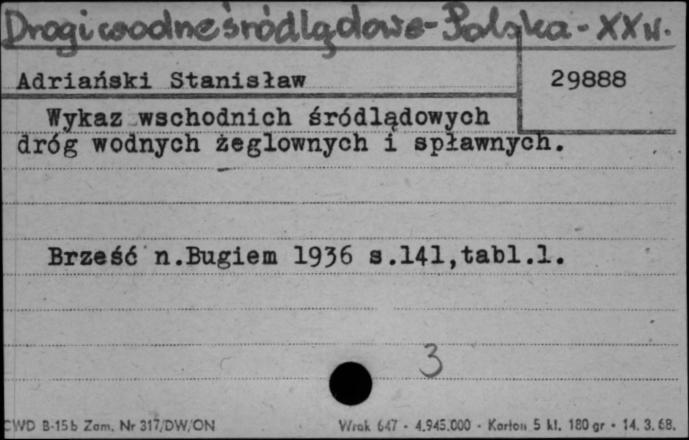 Drogi wodne śródlądowe - Polska - XX w.
Adriański Stanisław
29888
Wykaz wschodnich śródlądowych
dróg wodnych żeglownych i spławnych.
Brześć n.Bugiem 1936 s.141,tabl.1.
3
CWD B-15b Zam. Nr 317/DW/ON Wrak 647 - 4.945.000 - Karton 5 kl. 180 gr - 14. 3. 68.